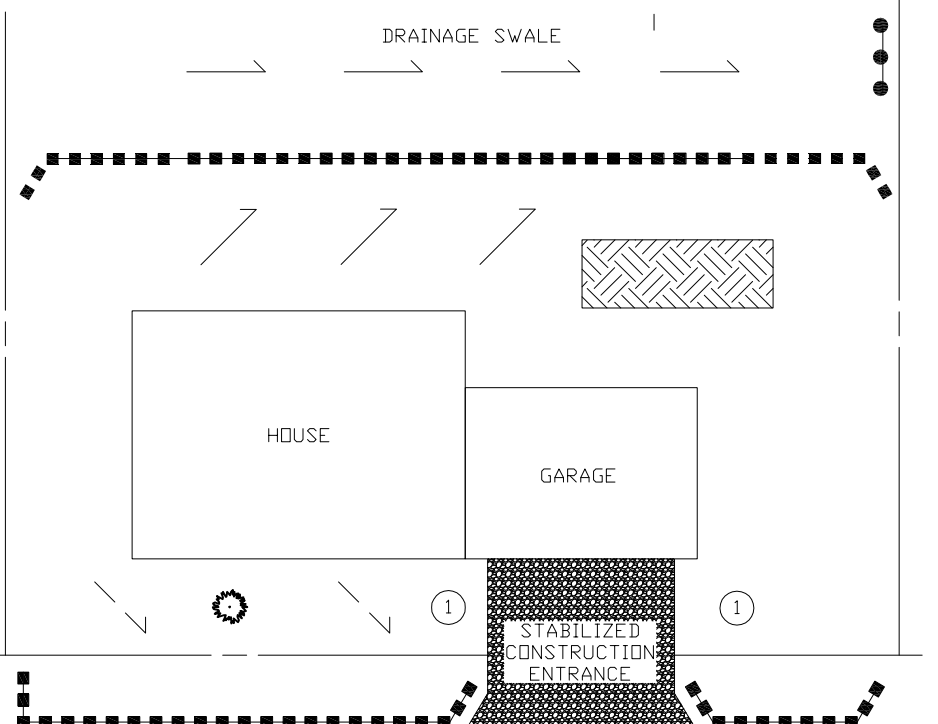 DRAINAGE SWALE
HOUSE
GARAGE
1
1
STABILIZED
CONSTRUCTION
ENTRANCE